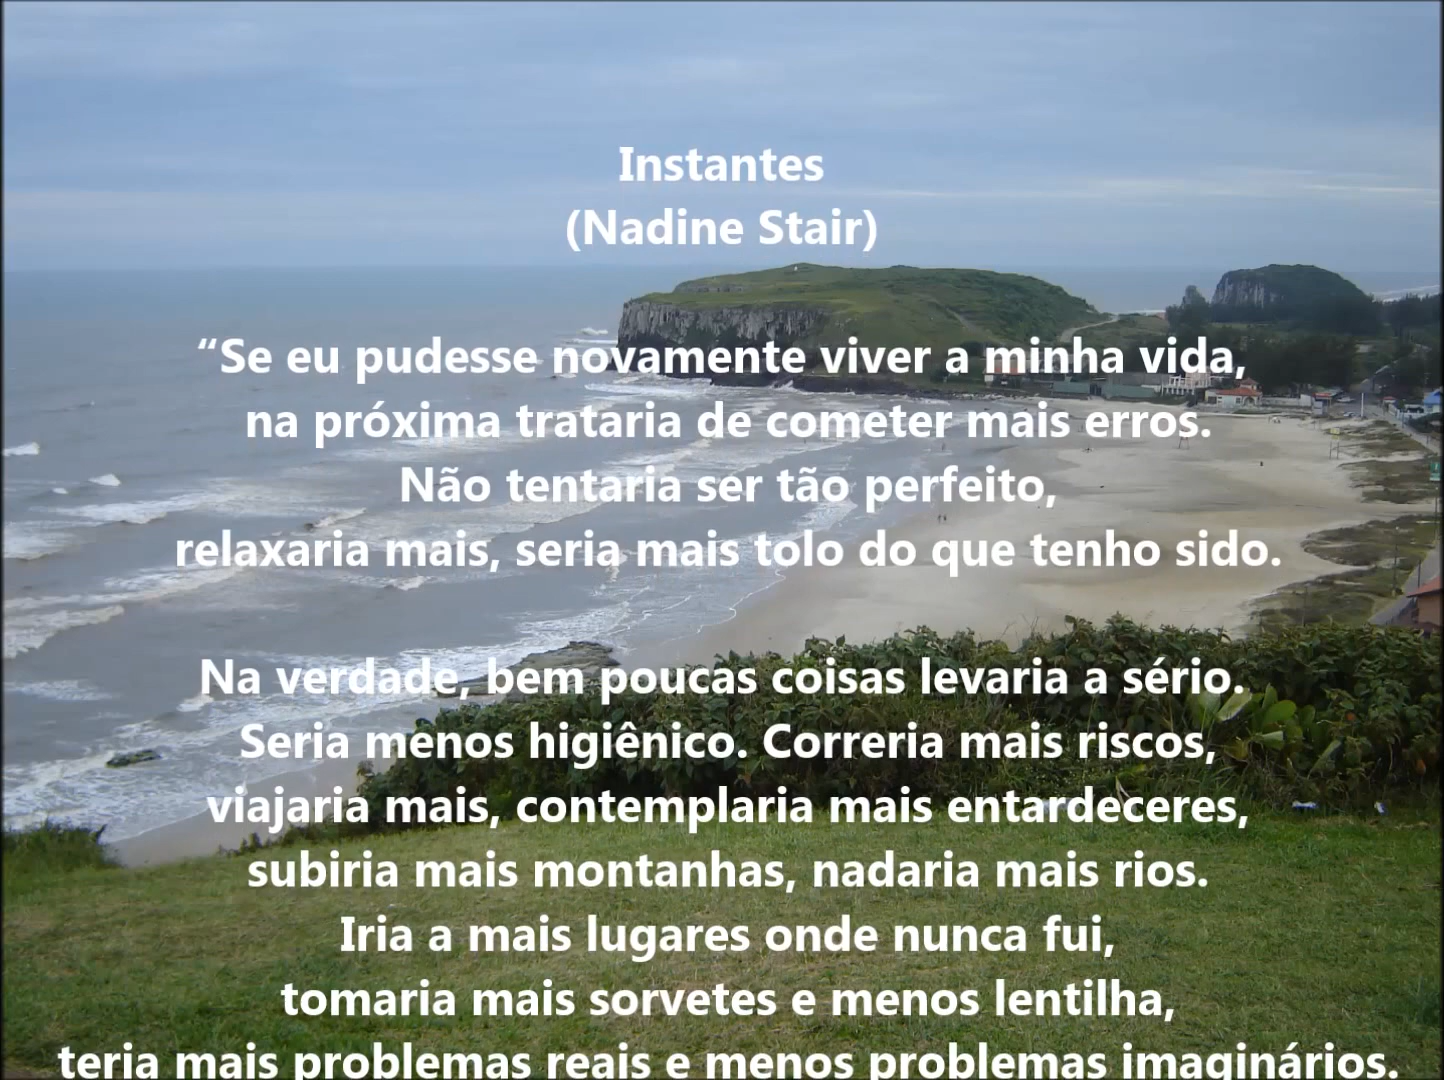 Instantes
(Nadine Stair)
“Se eu pudesse novamente viver a minha vida,
na próxima trataria de cometer mais erros.
Não tentaria ser tão perfeito,
relaxaria mais, seria mais tolo do que tenho sido.
Na verdade, bem poucas coisas levaria a sério.
Seria menos higiênico. Correria mais riscos,
viajaria mais, contemplaria mais entardeceres,
subiria mais montanhas, nadaria mais rios.
Iria a mais lugares onde nunca fui,
tomaria mais sorvetes e menos lentilha,
teria mais problemas reais e menos problemas imaginários.